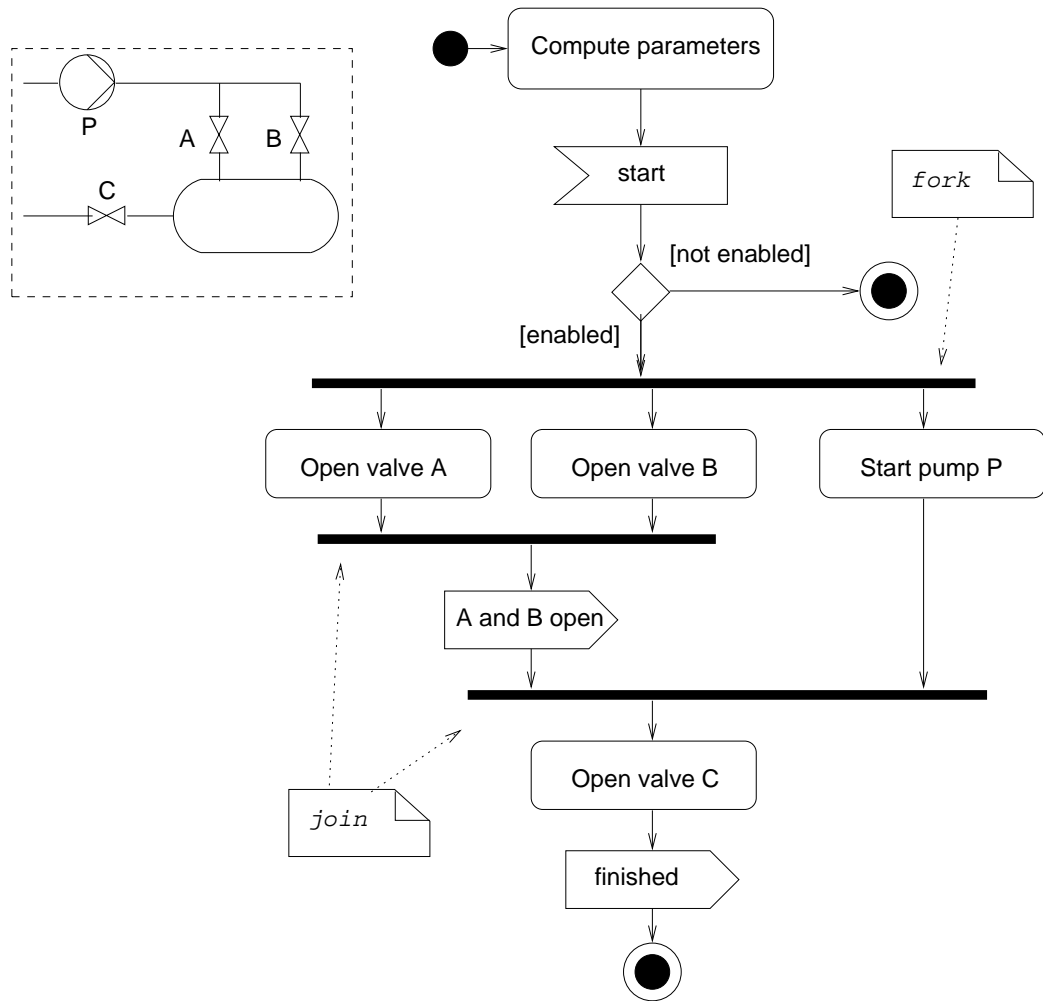 Compute parameters
P
A
B
C
start
fork
[not enabled]
[enabled]
Open valve A
Open valve B
Start pump P
A and B open
Open valve C
join
finished